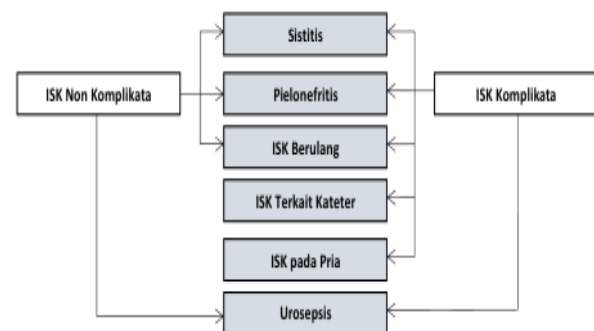 Sistitis
ISK Non Komplikata
Pielonefritis
ISK Komplikata
ISK Berulang
ISK Terkait Kateter
ISK pada Pria
Urosepsis